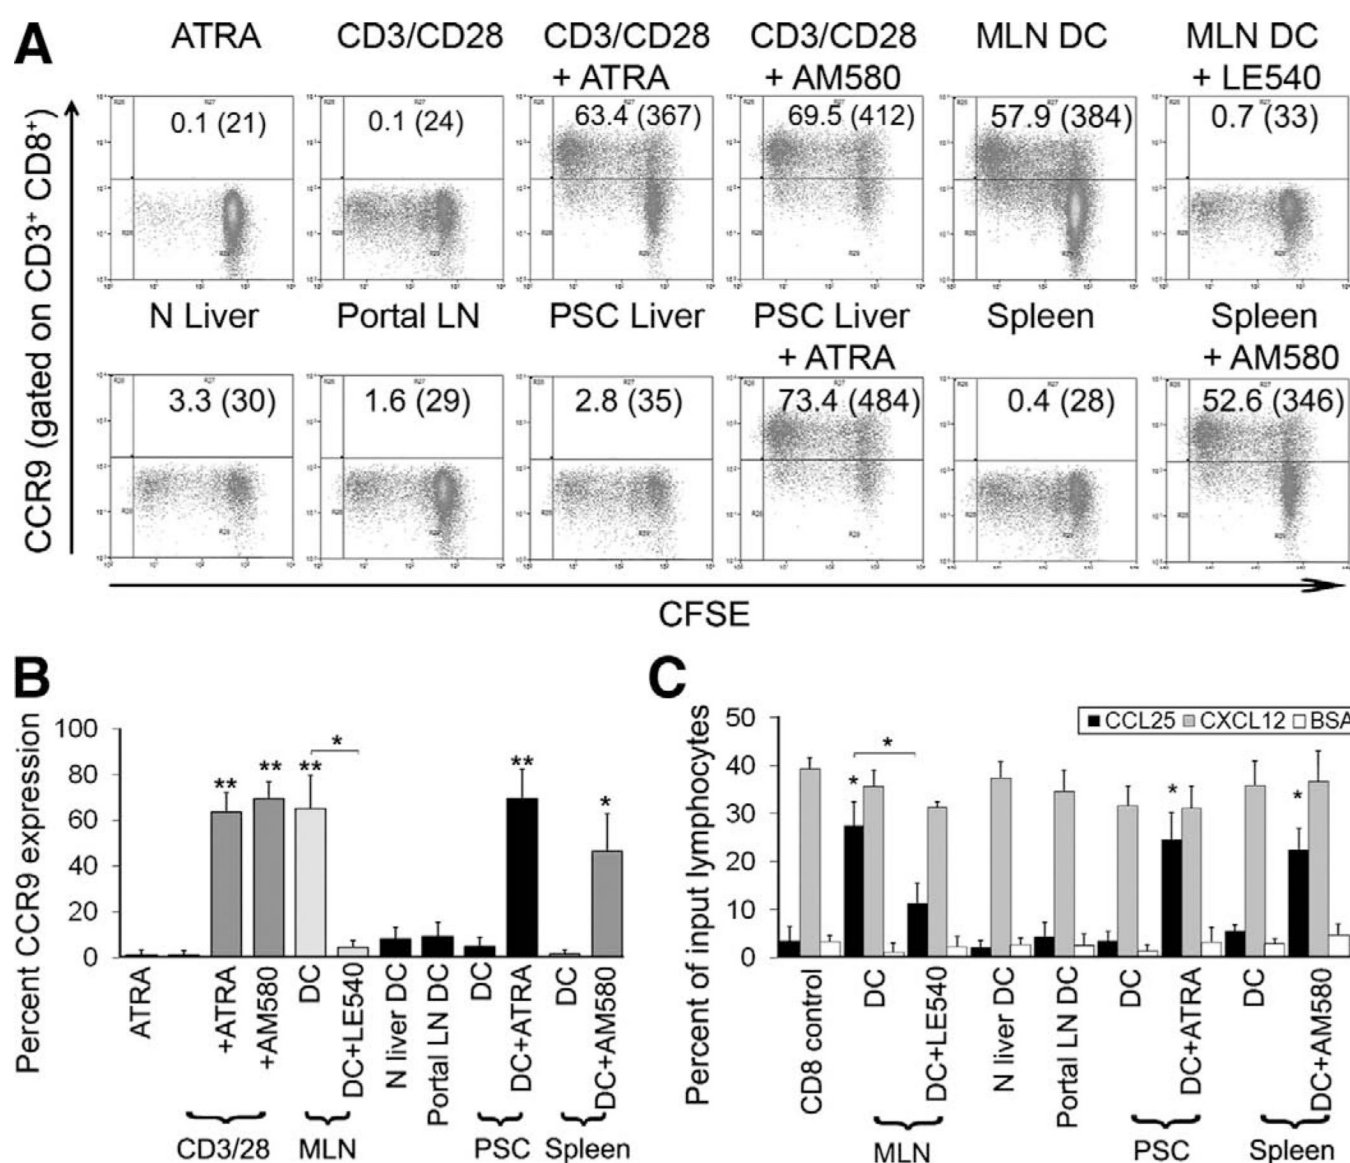 A
ATRA
CD3/CD28
CD3/CD28
+ ATRA
CD3/CD28
+ AM580
MLN DC
MLN DC
+ LE540
CCR9 (gated on CD3⁺ CD8⁺)
0.1 (21)
0.1 (24)
63.4 (367)
69.5 (412)
57.9 (384)
0.7 (33)
N Liver
Portal LN
PSC Liver
PSC Liver
+ ATRA
Spleen
Spleen
+ AM580
3.3 (30)
1.6 (29)
2.8 (35)
73.4 (484)
0.4 (28)
52.6 (346)
CFSE
B
Percent CCR9 expression
100
80
60
40
20
0
**
**
**
*
**
*
ATRA
+ATRA
+AM580
DC
DC+LE540
N liver DC
Portal LN DC
DC
DC+ATRA
DC
DC+AM580
CD3/28
MLN
PSC
Spleen
C
CCL25 CXCL12 BSA
Percent of input lymphocytes
50
40
30
20
10
0
*
*
*
*
CD8 control
DC
DC+LE540
N liver DC
Portal LN DC
DC
DC+ATRA
DC
DC+AM580
MLN
PSC
Spleen